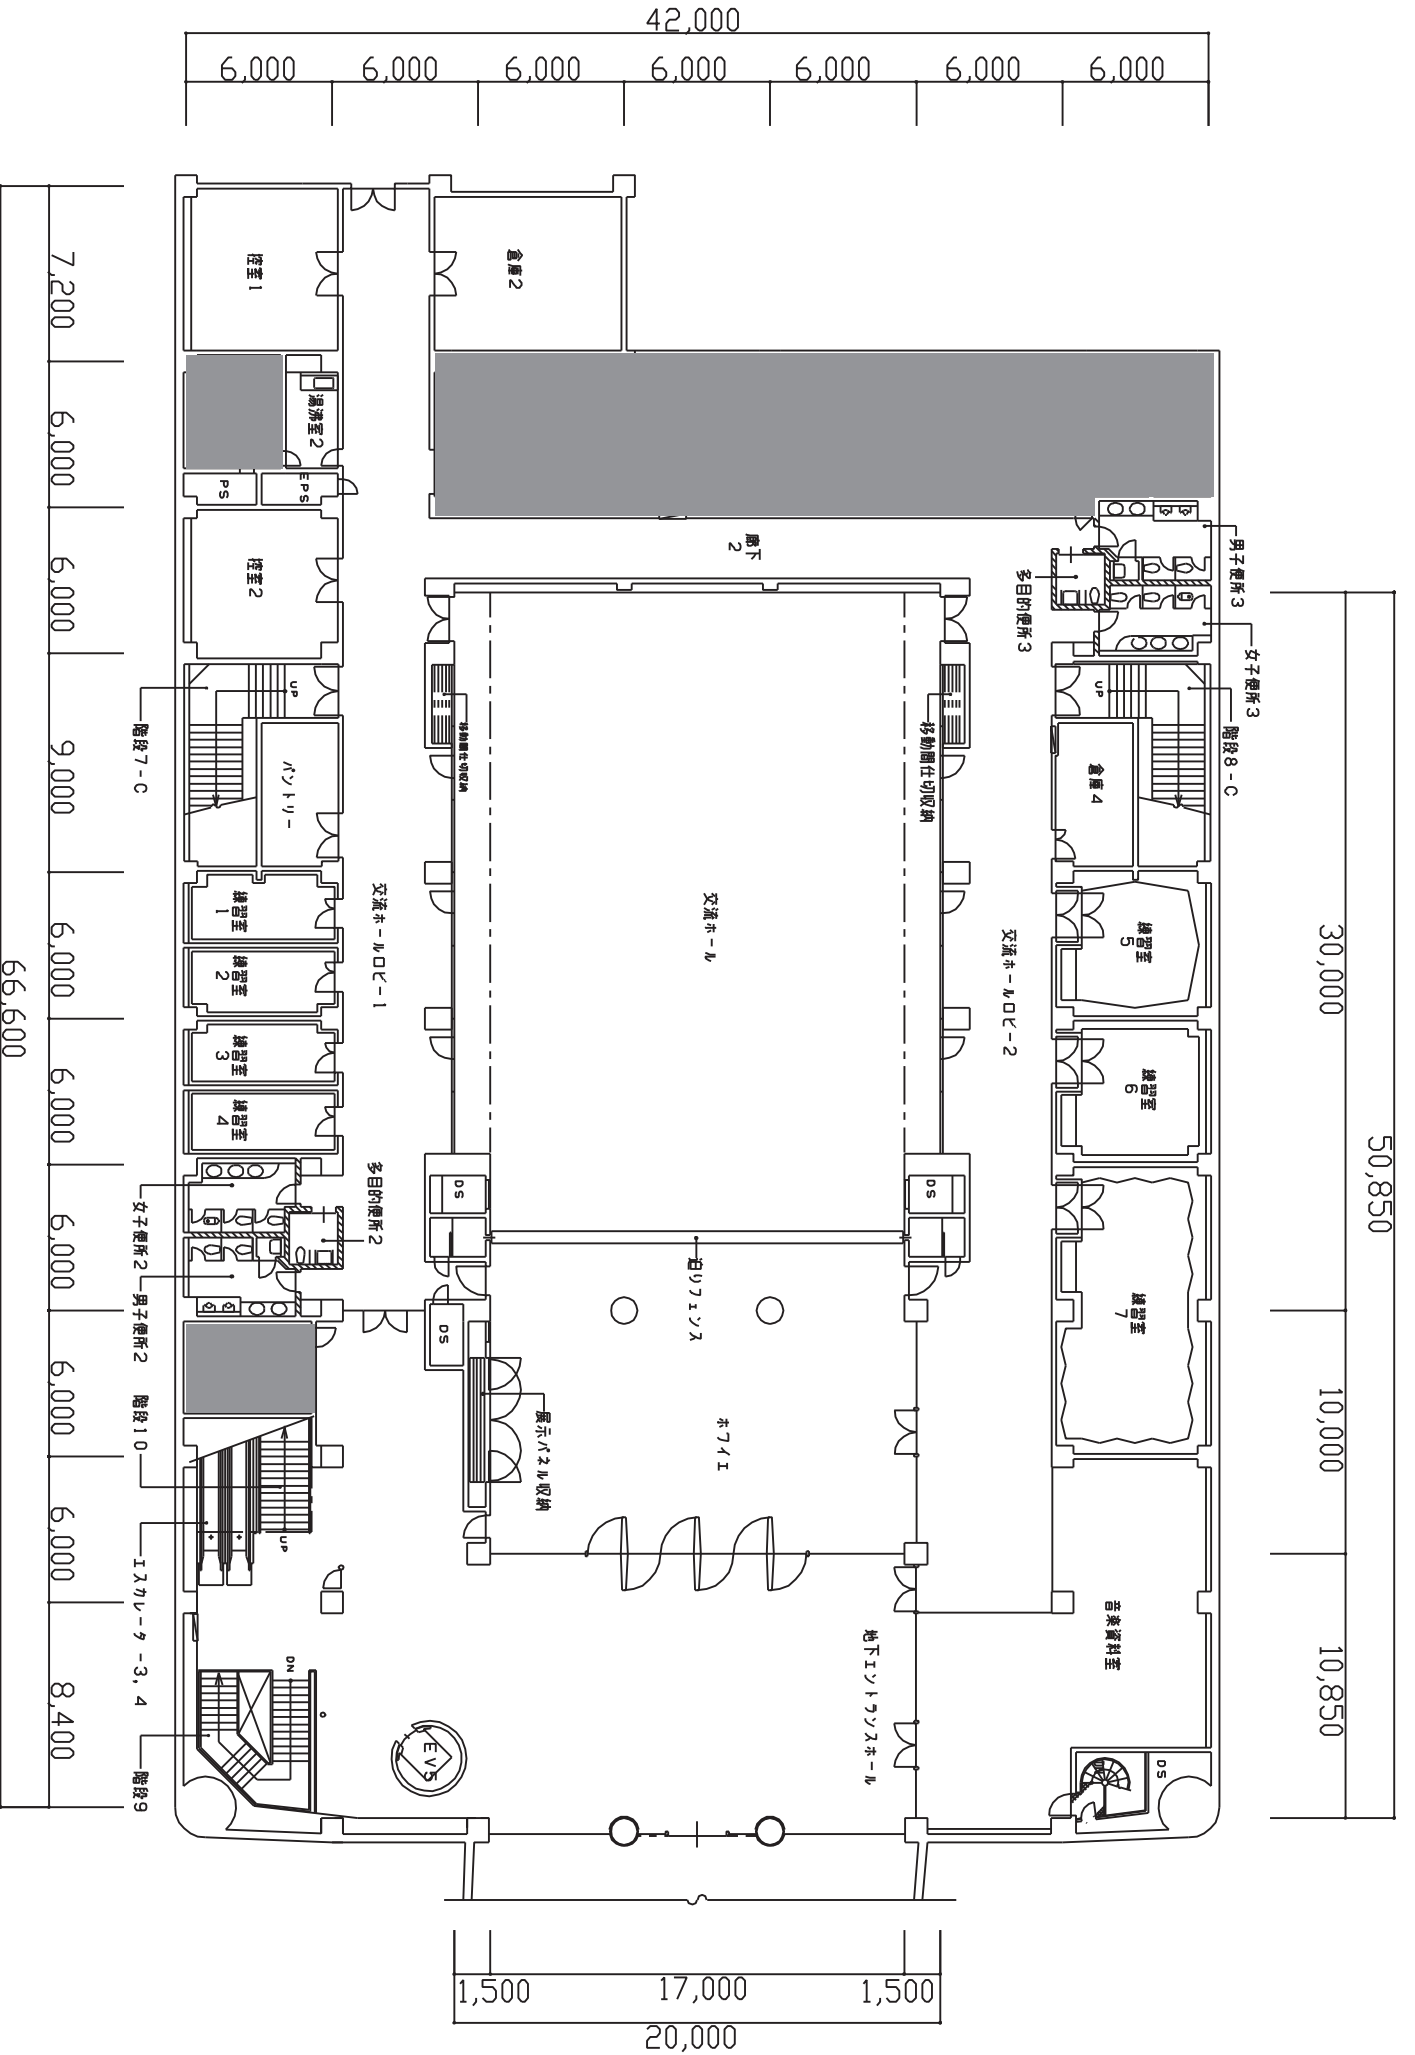 42,000
6,000
6,000
6,000
6,000
6,000
6,000
6,000
66,600
7,200
6,000
6,000
9,000
6,000
6,000
6,000
6,000
6,000
8,400
控室1
倉庫2
湯沸室2
PS
EPS
控室2
廊下
2
男子便所3
多目的便所3
女子便所3
UP
階段7-C
パントリー
移動間仕切収納
移動間仕切収納
UP
階段8-C
倉庫4
練習室
1
練習室
2
練習室
3
練習室
4
交流ホールロビー1
交流ホール
交流ホールロビー2
練習室
5
練習室
6
練習室
7
多目的便所2
女子便所2
男子便所2
DS
DS
DS
迫りフェンス
展示パネル収納
ホワイエ
階段10
UP
エスカレータ-3,4
DN
階段9
EV5
地下エントランスホール
音楽資料室
DS
30,000
10,000
10,850
50,850
1,500
17,000
1,500
20,000